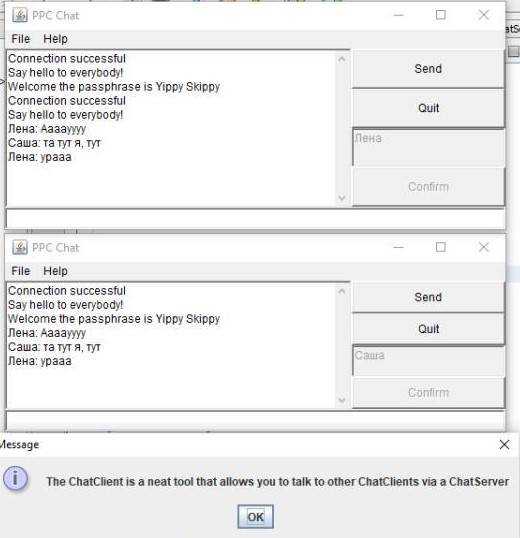 PPC Chat
File Help
Connection successful
Say hello to everybody!
Welcome the passphrase is Yippy Skippy
Connection successful
Say hello to everybody!
Лена: Ааааyyyy
Саша: та тут я, тут
Лена: урааа
Send
Quit
Лена
Confirm
PPC Chat
File Help
Connection successful
Say hello to everybody!
Welcome the passphrase is Yippy Skippy
Лена: Ааааyyyy
Саша: та тут я, тут
Лена: урааа
Send
Quit
Саша
Confirm
Message
The ChatClient is a neat tool that allows you to talk to other ChatClients via a ChatServer
OK